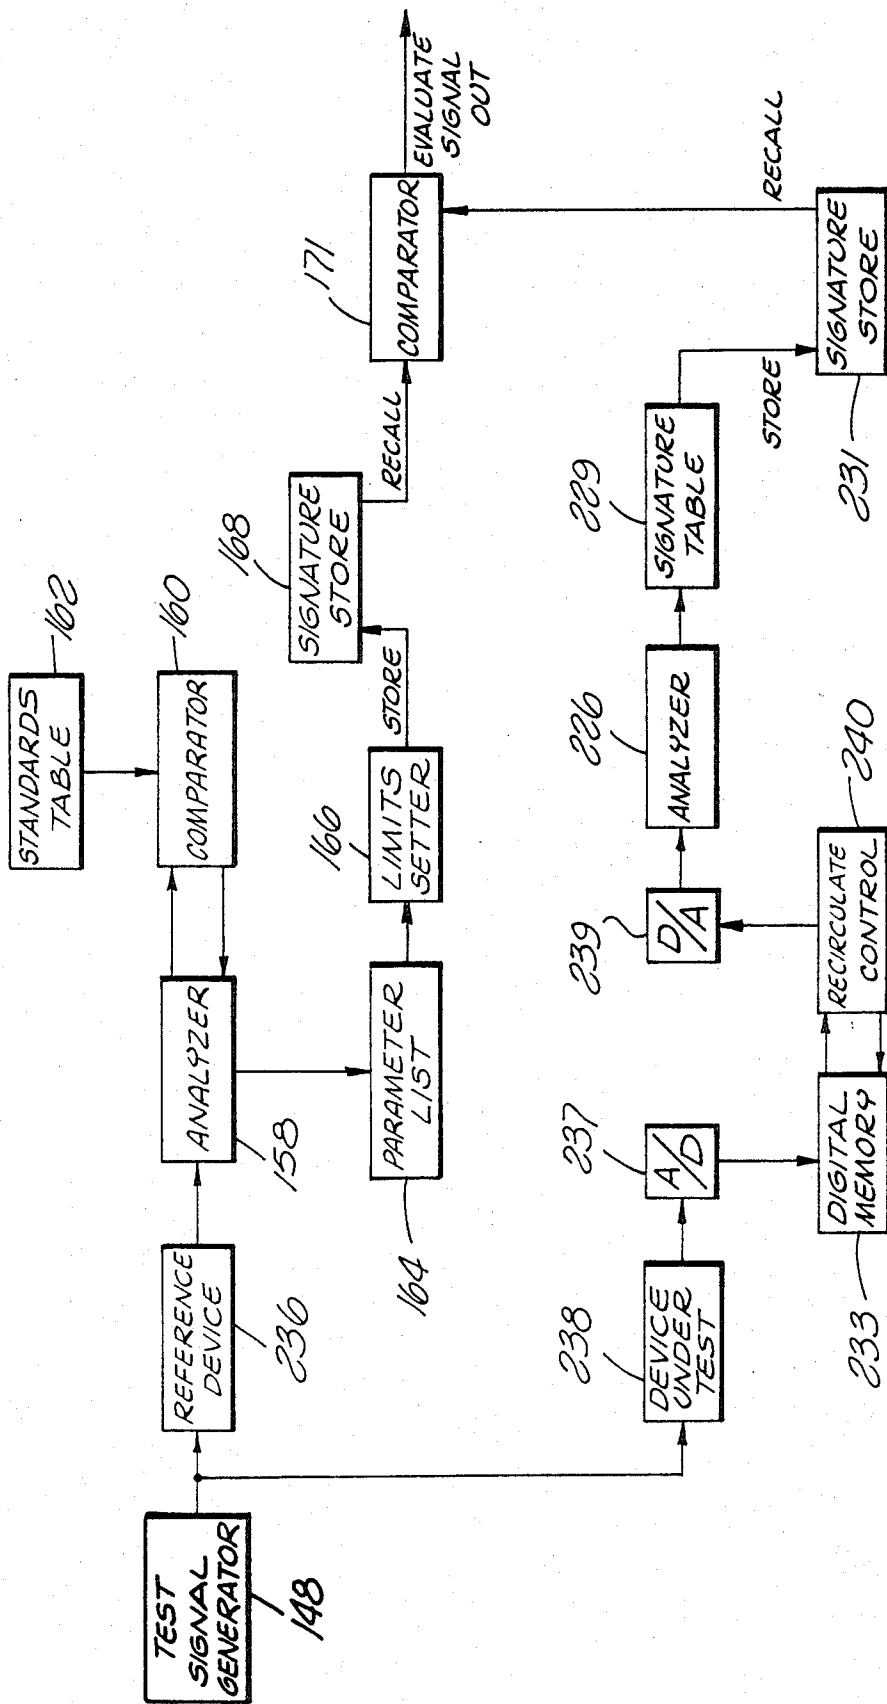 TEST
SIGNAL
GENERATOR
148
REFERENCE
DEVICE
236
ANALYZER
158
STANDARDS
TABLE
162
COMPARATOR
160
PARAMETER
LIST
164
LIMITS
SETTER
166
STORE
SIGNATURE
STORE
168
RECALL
COMPARATOR
171
EVALUATE
SIGNAL
OUT
DEVICE
UNDER
TEST
238
A/D
237
DIGITAL
MEMORY
233
RECIRCULATE
CONTROL
240
D/A
239
ANALYZER
226
SIGNATURE
TABLE
229
STORE
SIGNATURE
STORE
231
RECALL